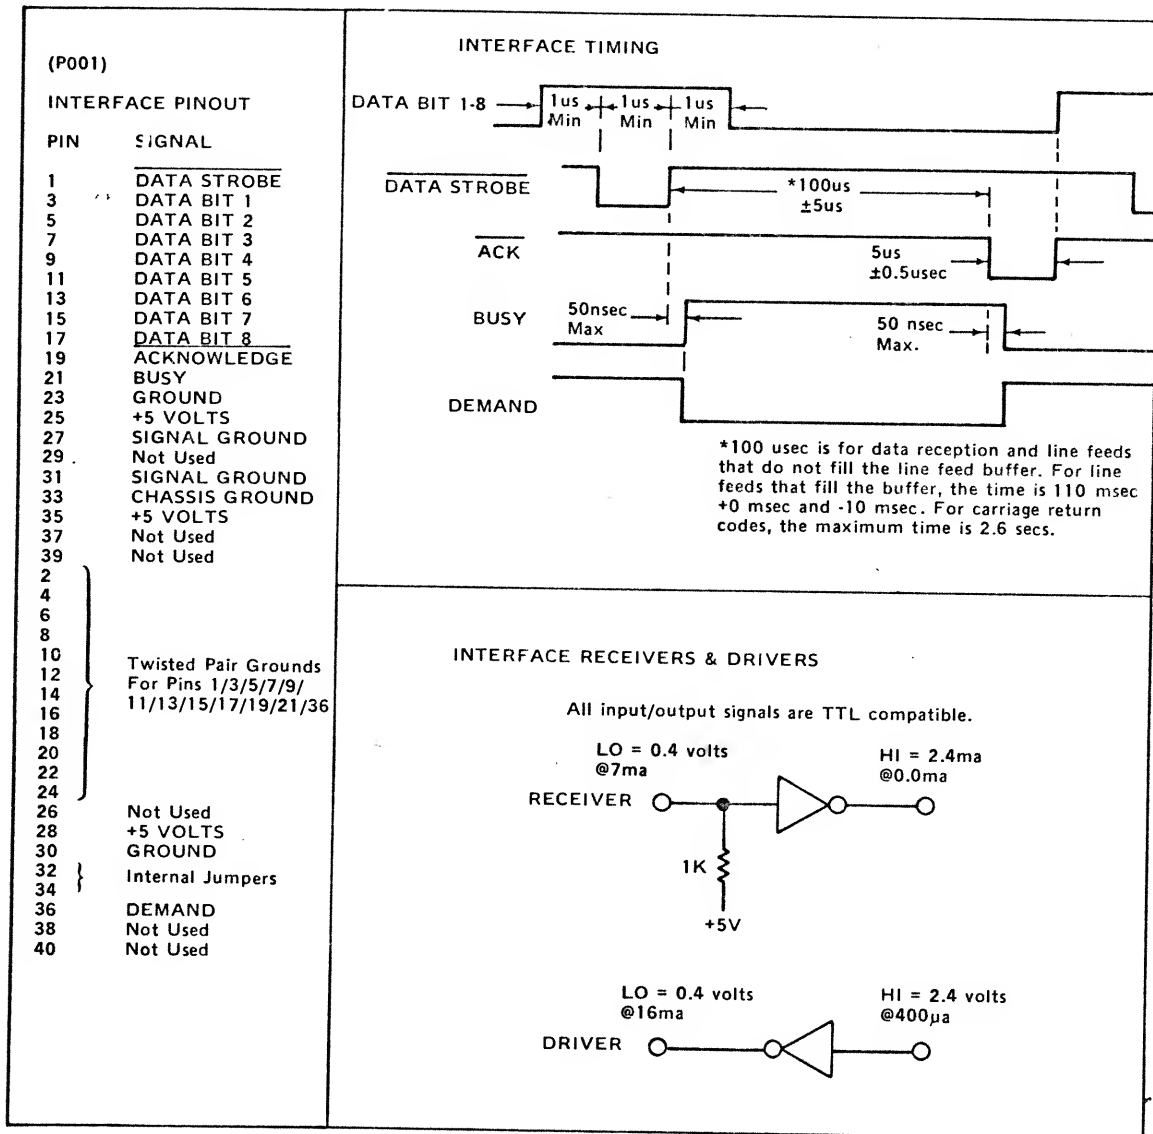 (P001)
INTERFACE PINOUT
PIN SIGNAL
1 DATA STROBE
3 DATA BIT 1
5 DATA BIT 2
7 DATA BIT 3
9 DATA BIT 4
11 DATA BIT 5
13 DATA BIT 6
15 DATA BIT 7
17 DATA BIT 8
19 ACKNOWLEDGE
21 BUSY
23 GROUND
25 +5 VOLTS
27 SIGNAL GROUND
29 Not Used
31 SIGNAL GROUND
33 CHASSIS GROUND
35 +5 VOLTS
37 Not Used
39 Not Used
2
4
6
8
10
12
14
16
18
20
22
24
Twisted Pair Grounds
For Pins 1/3/5/7/9/
11/13/15/17/19/21/36
26 Not Used
28 +5 VOLTS
30 GROUND
32
34
Internal Jumpers
36 DEMAND
38 Not Used
40 Not Used
INTERFACE TIMING
DATA BIT 1-8
1us
Min
1us
Min
1us
Min
DATA STROBE
*100us
±5us
ACK
5us
±0.5usec
BUSY
50nsec
Max
50 nsec
Max.
DEMAND
*100 usec is for data reception and line feeds
that do not fill the line feed buffer. For line
feeds that fill the buffer, the time is 110 msec
+0 msec and -10 msec. For carriage return
codes, the maximum time is 2.6 secs.
INTERFACE RECEIVERS & DRIVERS
All input/output signals are TTL compatible.
LO = 0.4 volts
@7ma
HI = 2.4ma
@0.0ma
RECEIVER
1K
+5V
LO = 0.4 volts
@16ma
HI = 2.4 volts
@400µa
DRIVER